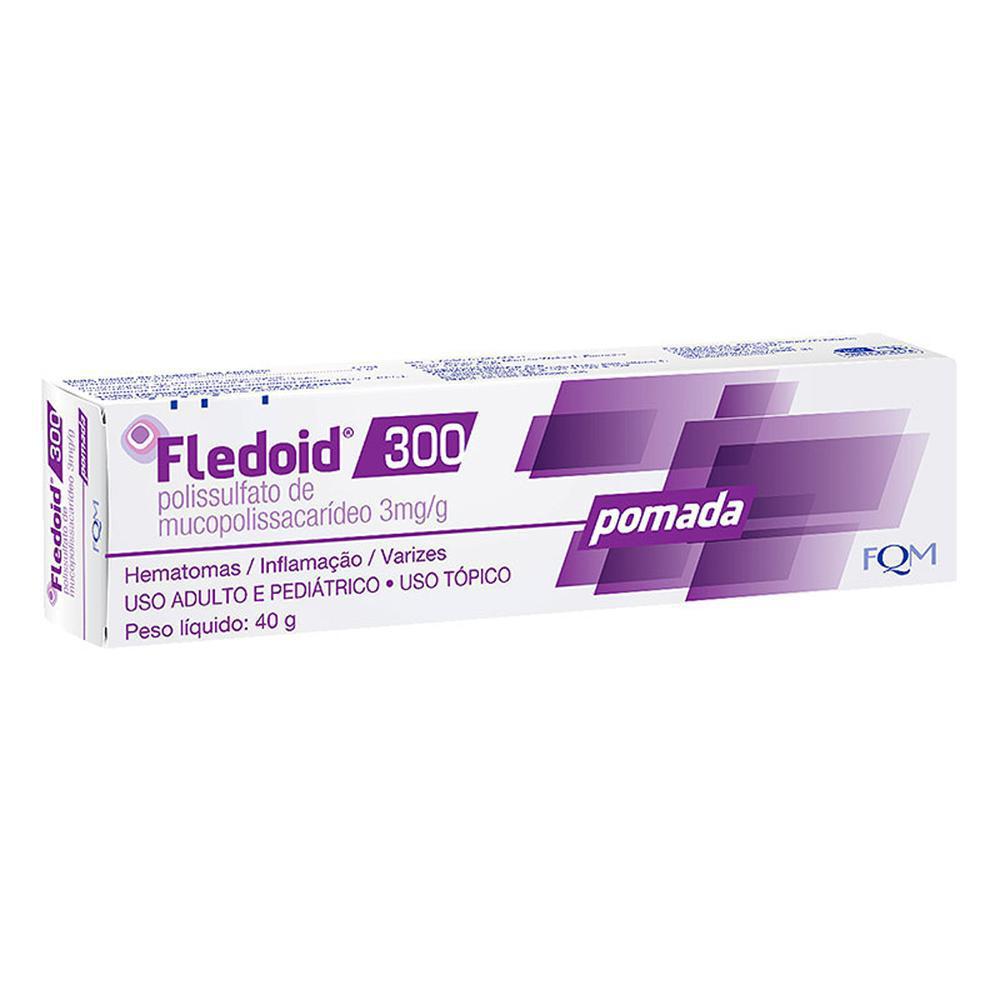 Fledoid® 300
polissulfato de
mucopolissacarídeo 3mg/g
pomada
Hematomas / Inflamação / Varizes
USO ADULTO E PEDIÁTRICO • USO TÓPICO
Peso líquido: 40 g
FQM
Fledoid® 300
polissulfato de
mucopolissacarídeo 3mg/g
pomada
FQM